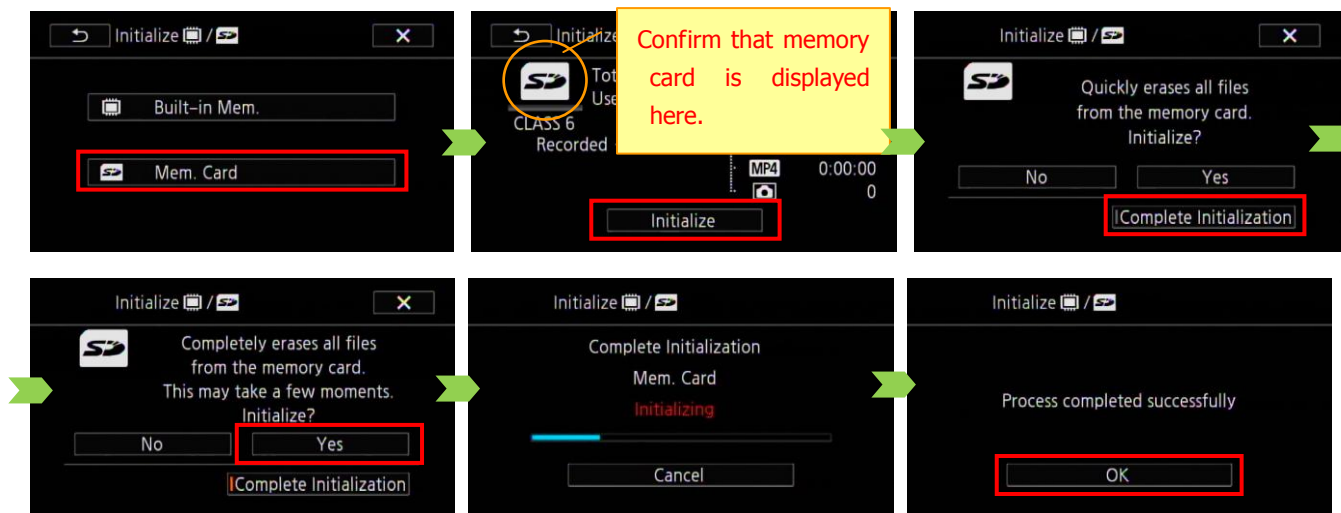 Initialize /
Built-in Mem.
Mem. Card
Initialize
Tot
Use
CLASS 6
Recorded
MP4 0:00:00
0
Initialize
Confirm that memory
card is displayed
here.
Initialize /
Quickly erases all files
from the memory card.
Initialize?
No Yes
Complete Initialization
Initialize /
Completely erases all files
from the memory card.
This may take a few moments.
Initialize?
No Yes
Complete Initialization
Initialize /
Complete Initialization
Mem. Card
Initializing
Cancel
Initialize /
Process completed successfully
OK